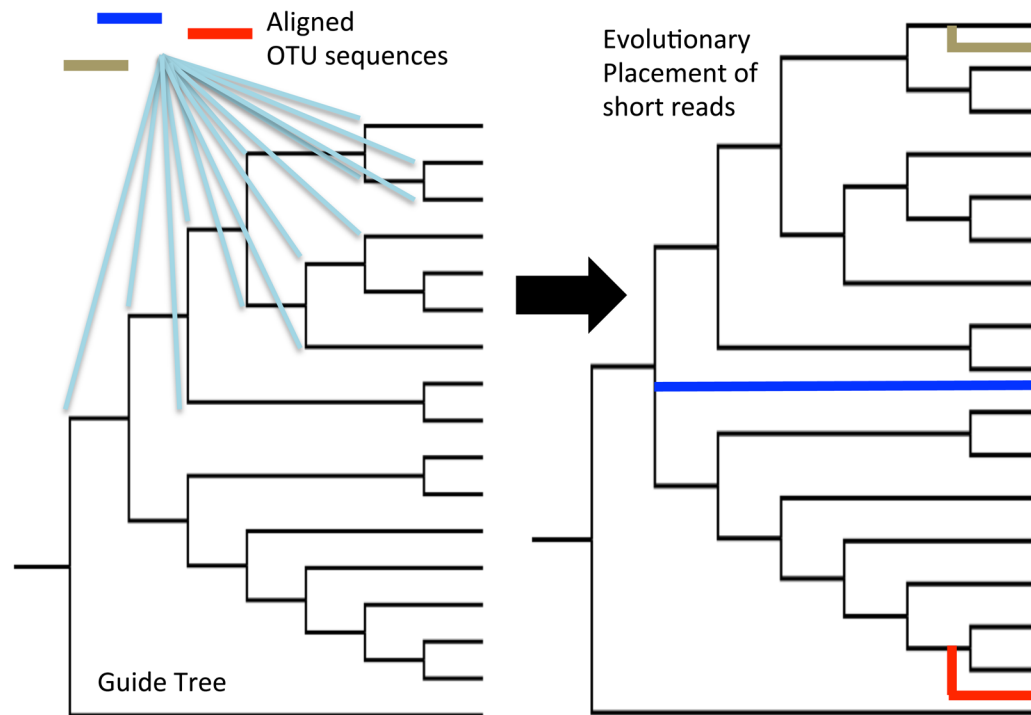 Aligned
OTU sequences
Evolutionary
Placement of
short reads
Guide Tree